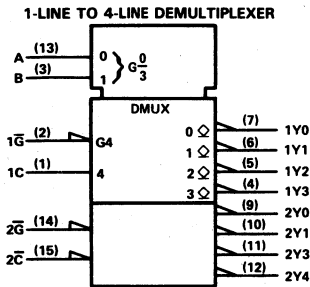 1-LINE TO 4-LINE DEMULTIPLEXER
A (13) 0 } G 0/3
B (3) 1
DMUX
1G̅ (2) G4
1C (1) 4
0 (7) 1Y0
1 (6) 1Y1
2 (5) 1Y2
3 (4) 1Y3
2G̅ (14)
2C̅ (15)
(9) 2Y0
(10) 2Y1
(11) 2Y3
(12) 2Y4